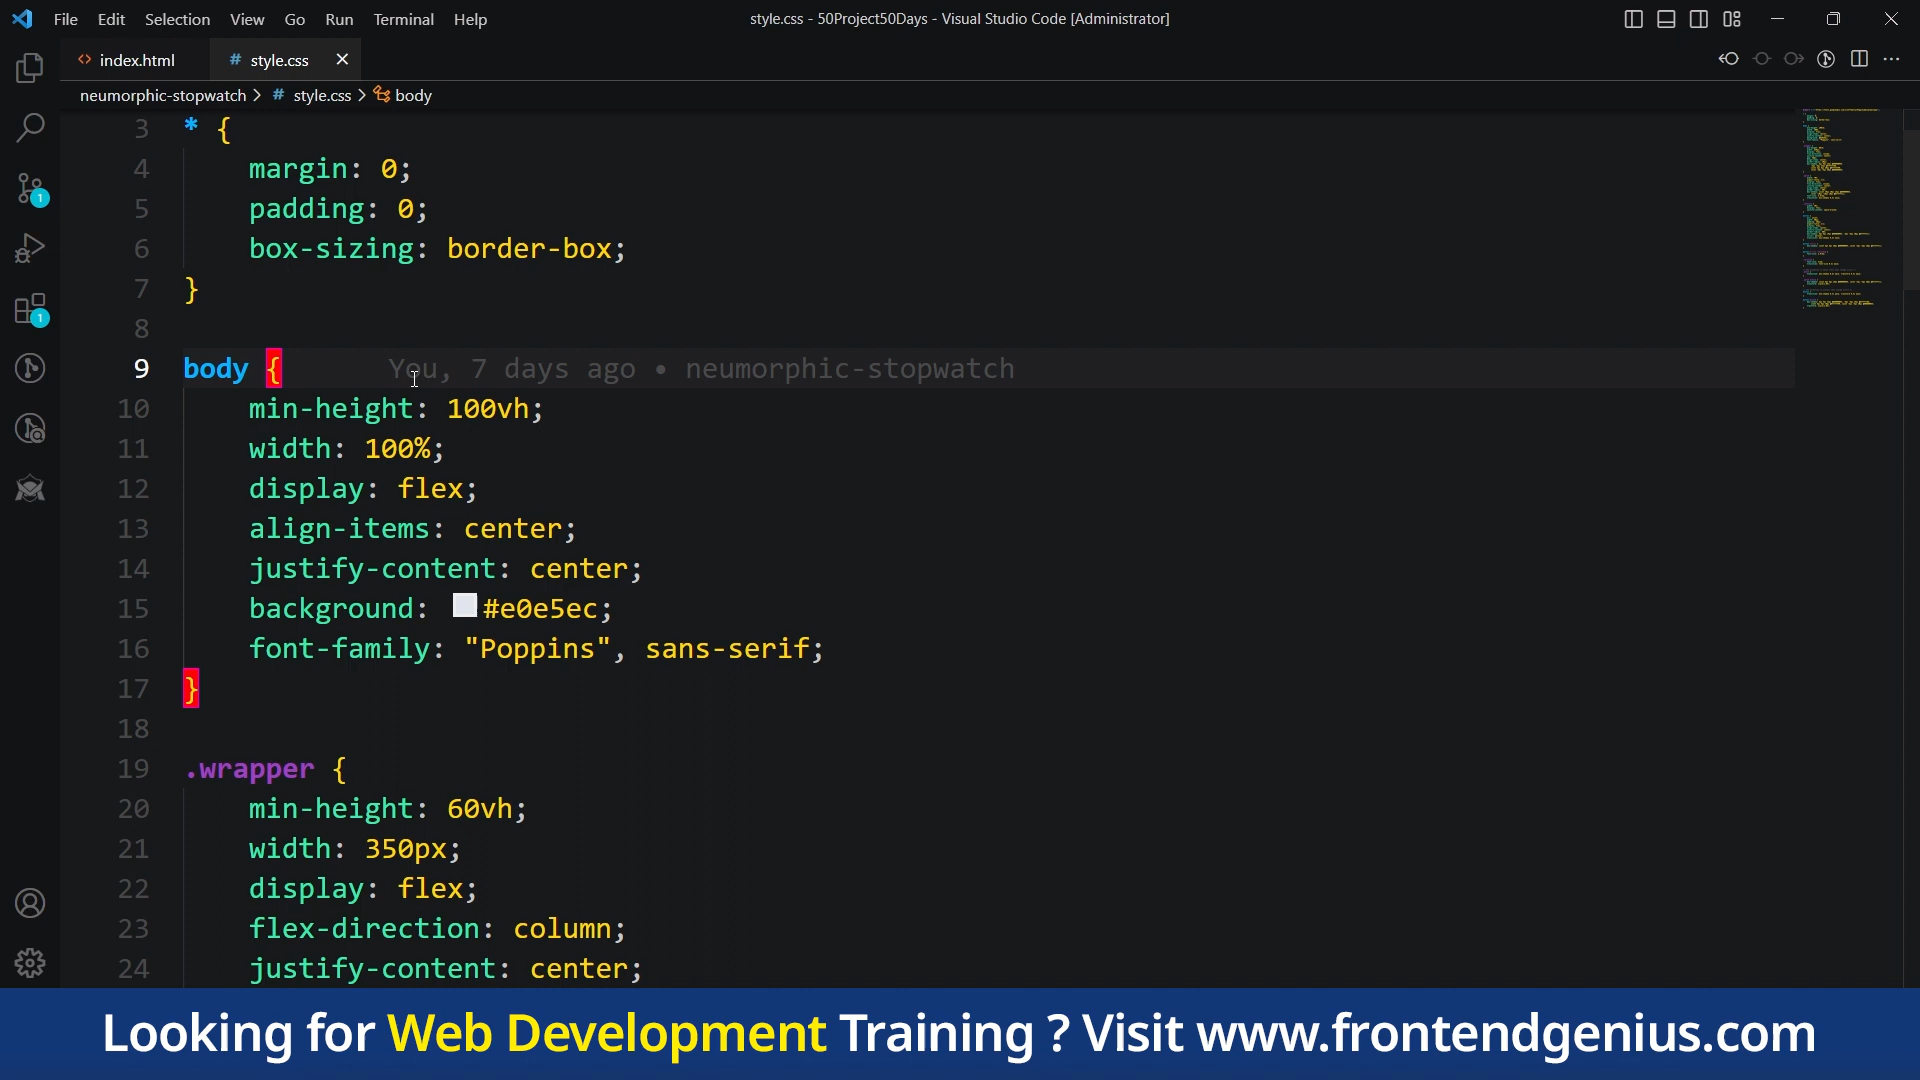 File Edit Selection View Go Run Terminal Help style.css - 50Project50Days - Visual Studio Code [Administrator]
<> index.html # style.css
neumorphic-stopwatch > # style.css > body
3 * {
4 margin: 0;
5 padding: 0;
6 box-sizing: border-box;
7 }
8
9 body { You, 7 days ago • neumorphic-stopwatch
10 min-height: 100vh;
11 width: 100%;
12 display: flex;
13 align-items: center;
14 justify-content: center;
15 background: #e0e5ec;
16 font-family: "Poppins", sans-serif;
17 }
18
19 .wrapper {
20 min-height: 60vh;
21 width: 350px;
22 display: flex;
23 flex-direction: column;
24 justify-content: center;
1
1
Looking for Web Development Training ? Visit www.frontendgenius.com